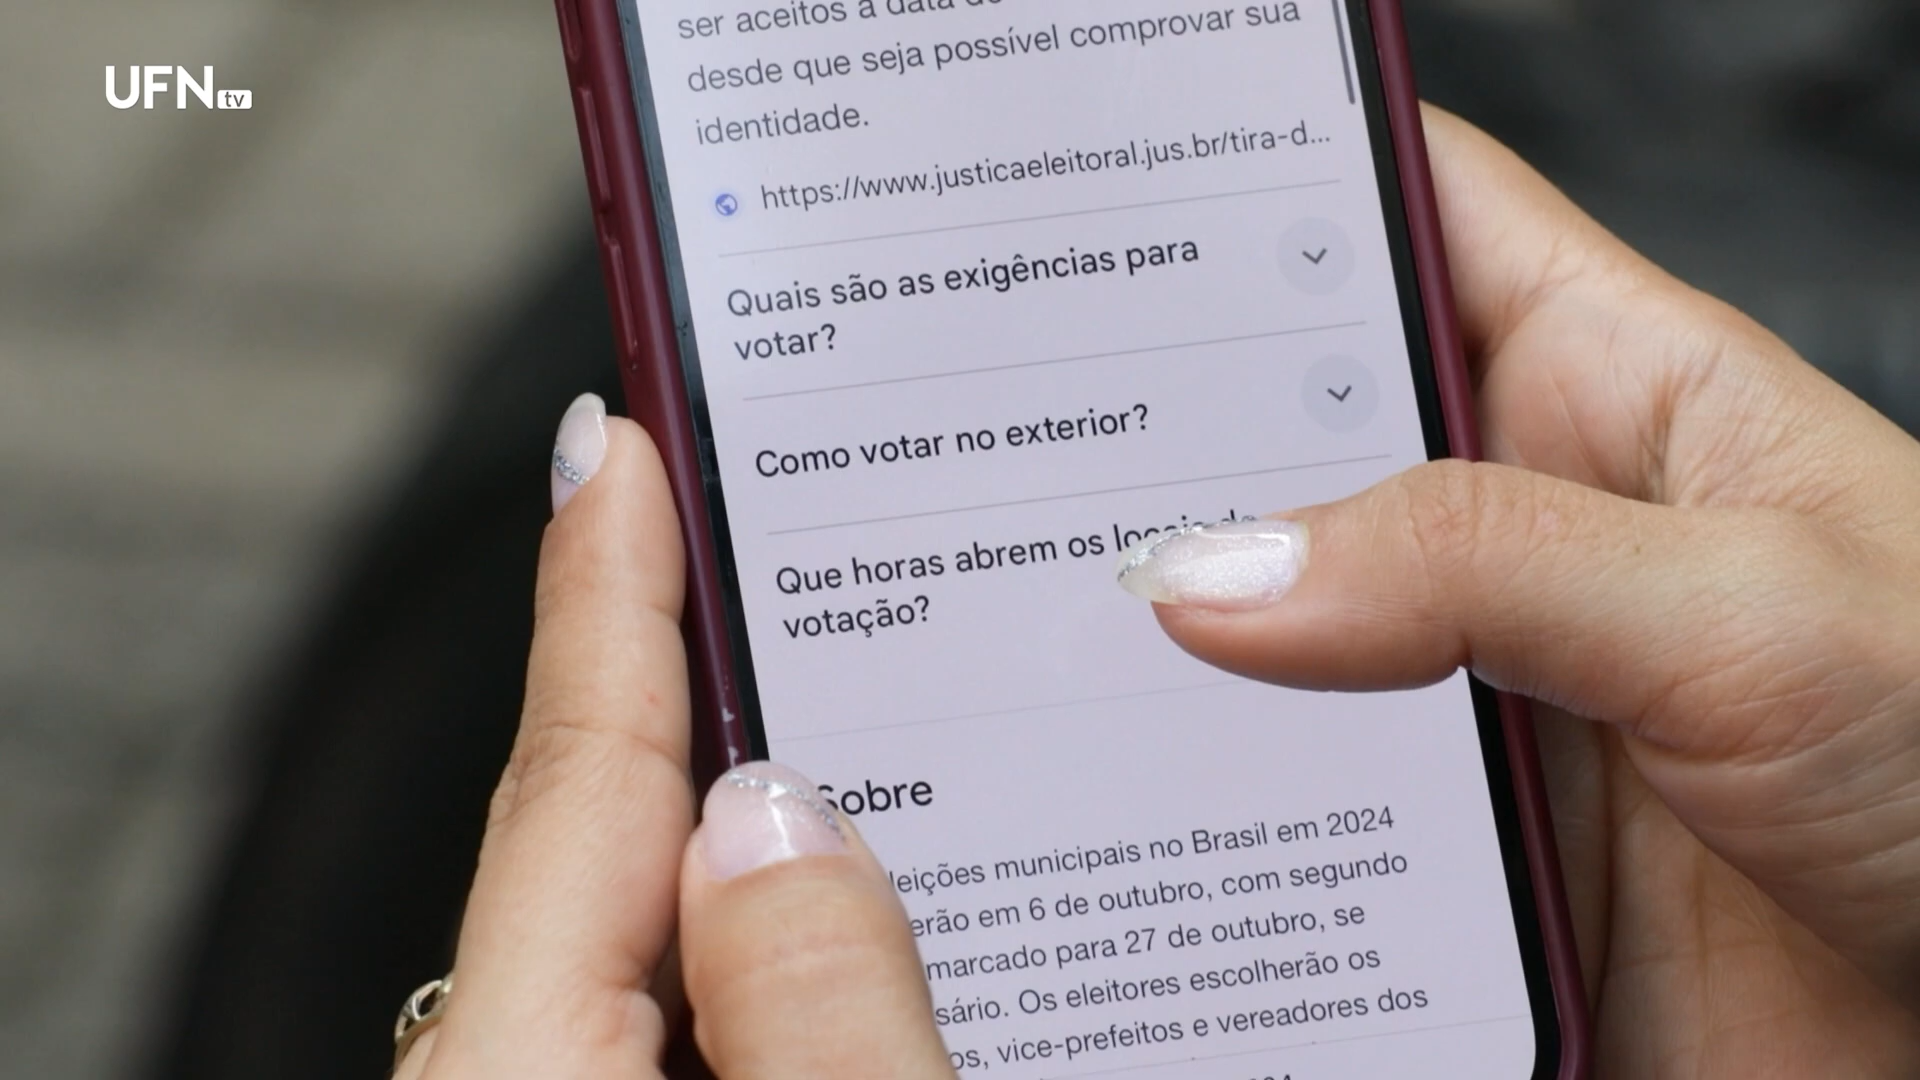 UFN tv
ser aceitos a data
desde que seja possível comprovar sua
identidade.
https://www.justicaeleitoral.jus.br/tira-d...
Quais são as exigências para
votar?
Como votar no exterior?
Que horas abrem os locais de
votação?
Sobre
leições municipais no Brasil em 2024
erão em 6 de outubro, com segundo
marcado para 27 de outubro, se
sário. Os eleitores escolherão os
os, vice-prefeitos e vereadores dos